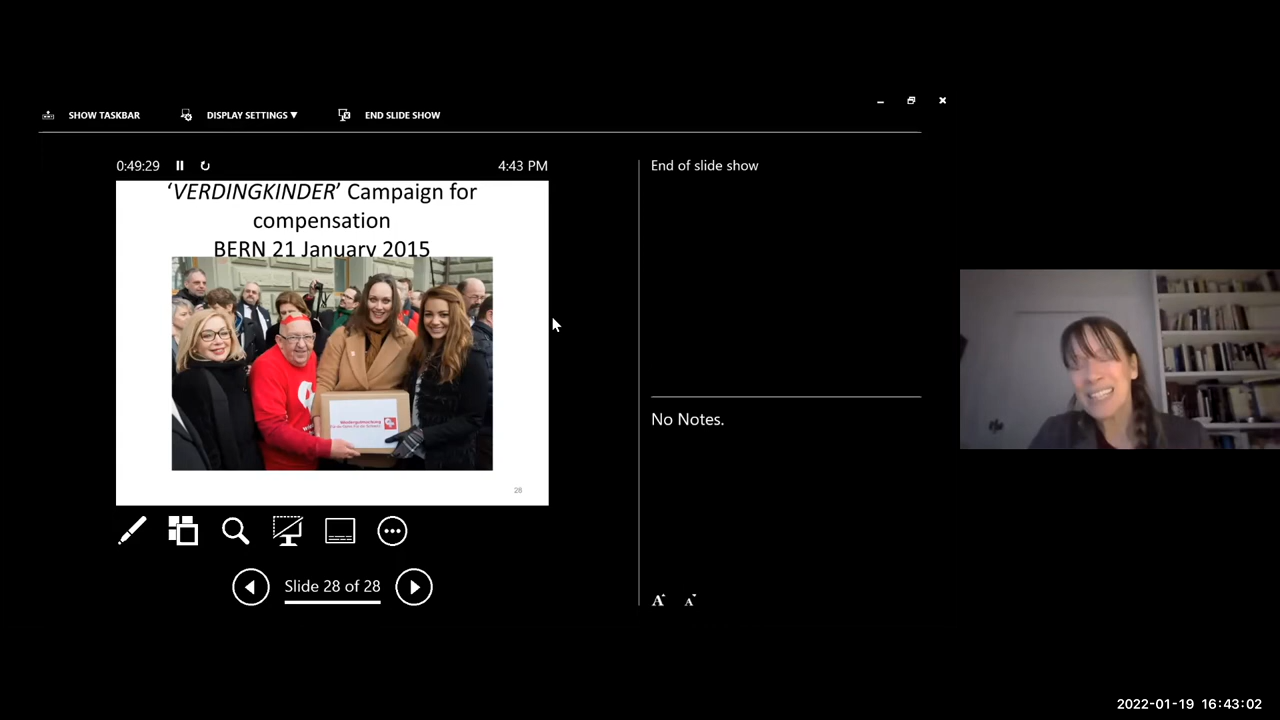 SHOW TASKBAR
DISPLAY SETTINGS ▼
END SLIDE SHOW
0:49:29
4:43 PM
End of slide show
‘VERDINGKINDER’ Campaign for
compensation
BERN 21 January 2015
Wiedergutmachung
28
No Notes.
Slide 28 of 28
A
A
2022-01-19 16:43:02